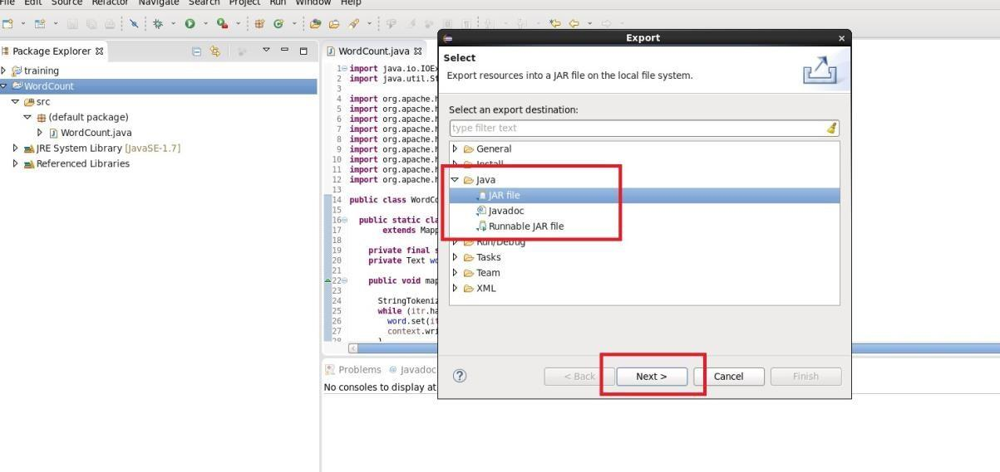 File Edit Source Refactor Navigate Search Project Run Window Help
Package Explorer
training
WordCount
src
(default package)
WordCount.java
JRE System Library [JavaSE-1.7]
Referenced Libraries
WordCount.java
1 import java.io.IOEx
2 import java.util.St
3
4 import org.apache.h
5 import org.apache.h
6 import org.apache.h
7 import org.apache.h
8 import org.apache.h
9 import org.apache.h
10 import org.apache.h
11 import org.apache.h
12 import org.apache.h
13
14 public class WordCo
15
16 public static cla
17 extends Mapp
18
19 private final s
20 private Text wo
21
22 public void map
23
24 StringTokeniz
25 while (itr.ha
26 word.set(it
27 context.wri
28 }
Problems @ Javadoc
No consoles to display at
Export
Select
Export resources into a JAR file on the local file system.
Select an export destination:
type filter text
General
Install
Java
JAR file
Javadoc
Runnable JAR file
Run/Debug
Tasks
Team
XML
< Back
Next >
Cancel
Finish